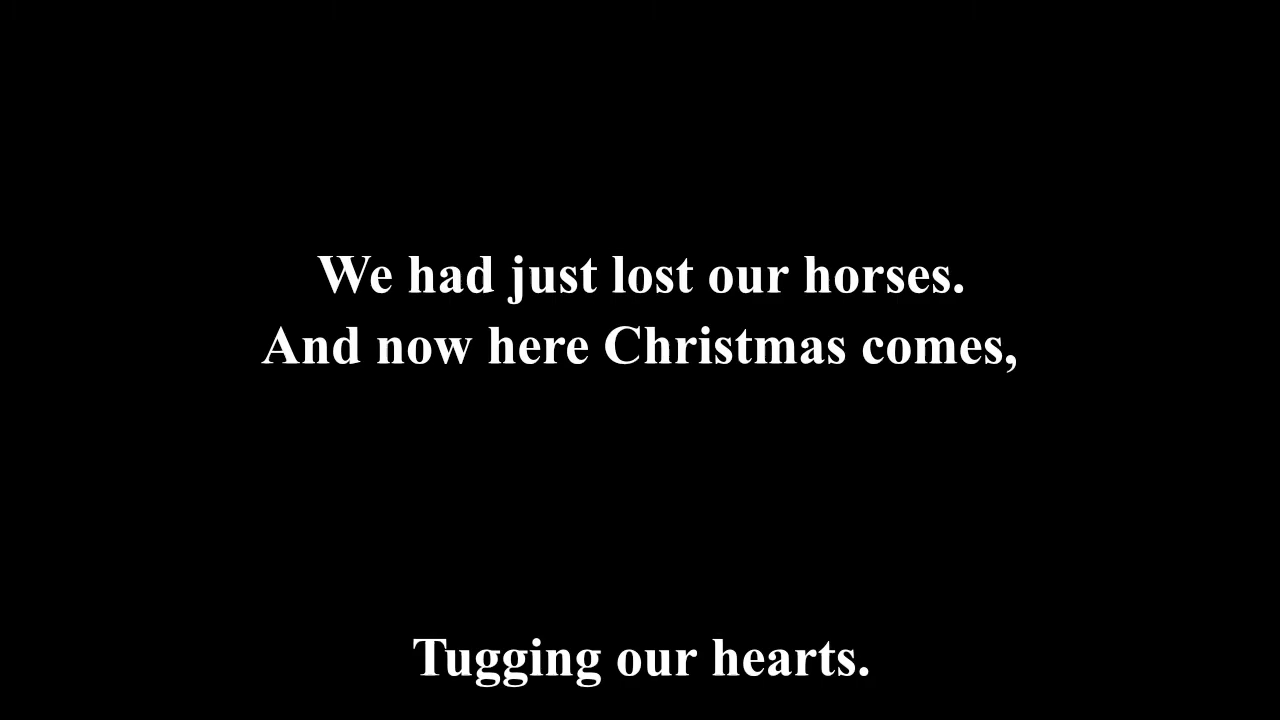 We had just lost our horses.
And now here Christmas comes,
Tugging our hearts.